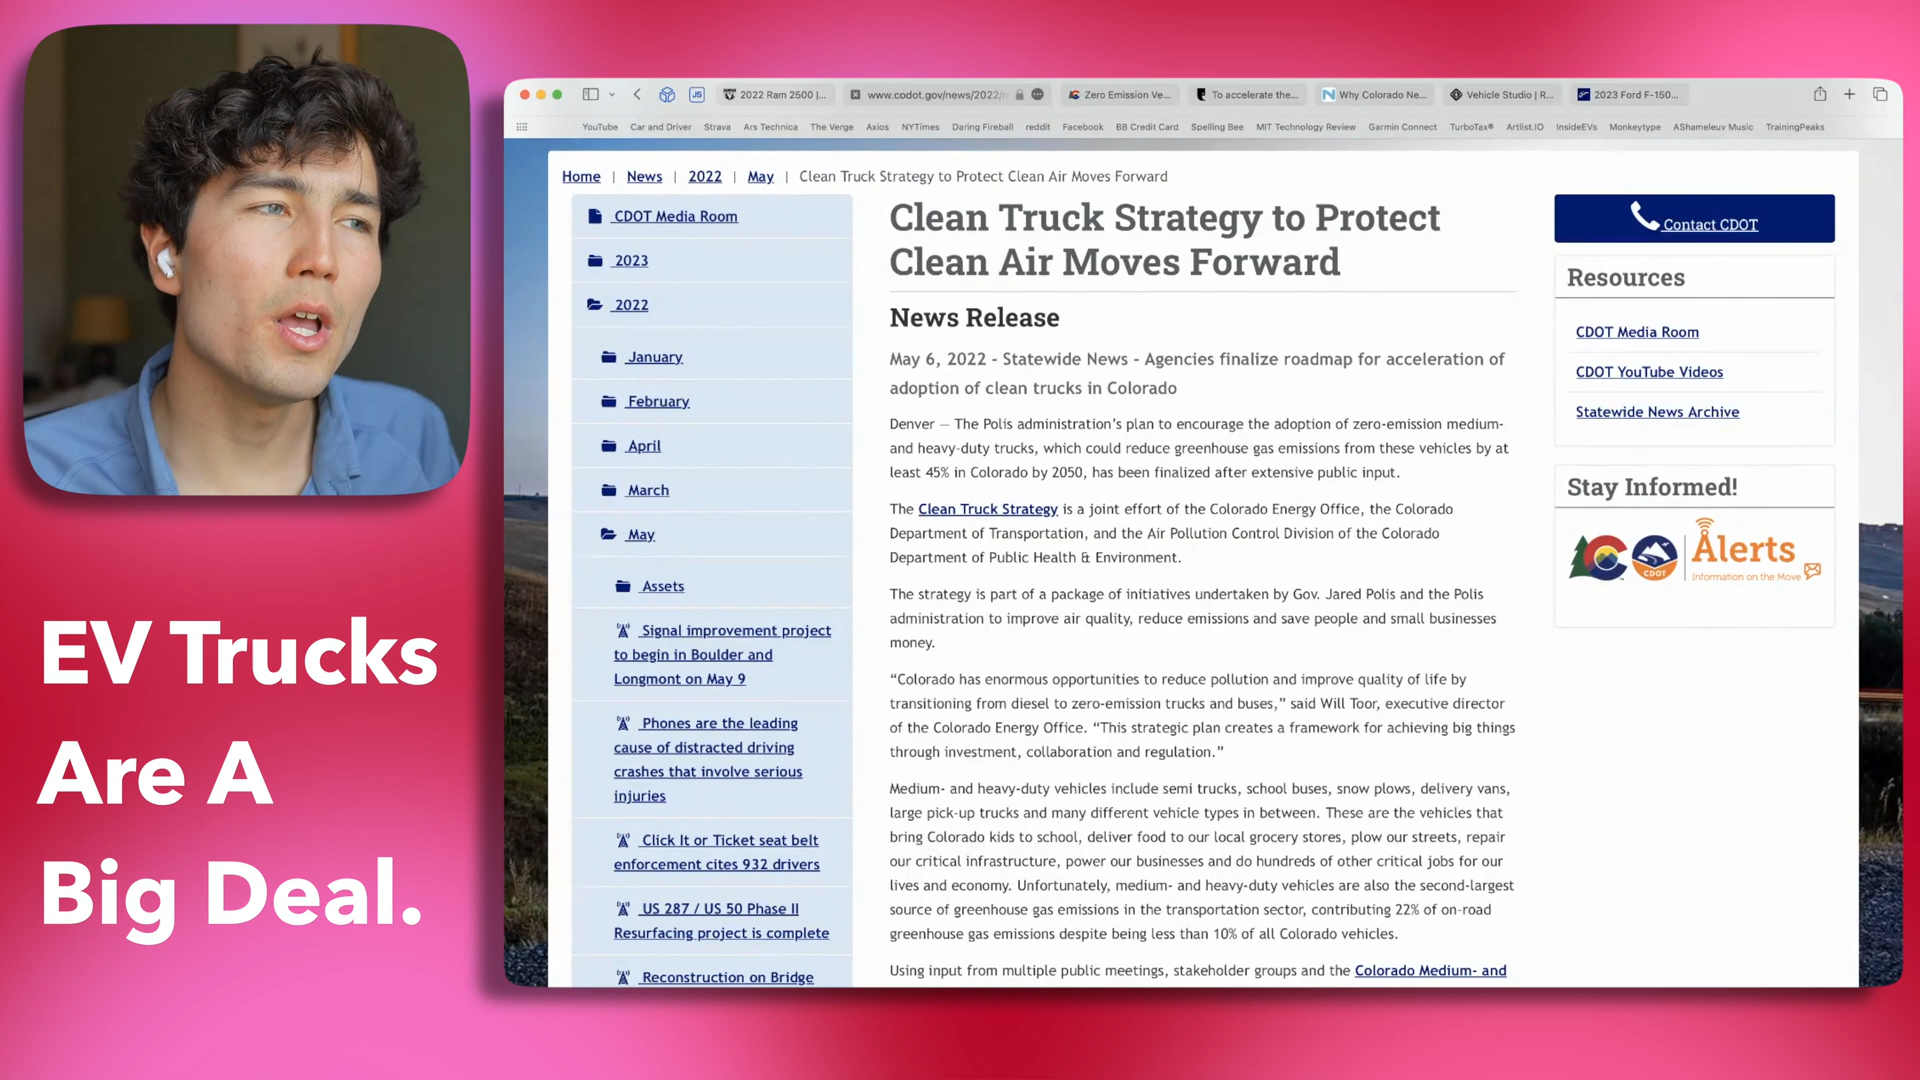 EV Trucks
Are A
Big Deal.
2022 Ram 2500 |...
www.codot.gov/news/2022/
Zero Emission Ve...
To accelerate the...
Why Colorado Ne...
Vehicle Studio | R...
2023 Ford F-150...
YouTube Car and Driver Strava Ars Technica The Verge Axios NYTimes Daring Fireball reddit Facebook BB Credit Card Spelling Bee MIT Technology Review Garmin Connect TurboTax® Artlist.IO InsideEVs Monkeytype AShameluv Music TrainingPeaks
Home | News | 2022 | May | Clean Truck Strategy to Protect Clean Air Moves Forward
CDOT Media Room
2023
2022
January
February
April
March
May
Assets
Signal improvement project
to begin in Boulder and
Longmont on May 9
Phones are the leading
cause of distracted driving
crashes that involve serious
injuries
Click It or Ticket seat belt
enforcement cites 932 drivers
US 287 / US 50 Phase II
Resurfacing project is complete
Reconstruction on Bridge
Clean Truck Strategy to Protect
Clean Air Moves Forward
News Release
May 6, 2022 - Statewide News - Agencies finalize roadmap for acceleration of
adoption of clean trucks in Colorado
Denver — The Polis administration’s plan to encourage the adoption of zero-emission medium-
and heavy-duty trucks, which could reduce greenhouse gas emissions from these vehicles by at
least 45% in Colorado by 2050, has been finalized after extensive public input.
The Clean Truck Strategy is a joint effort of the Colorado Energy Office, the Colorado
Department of Transportation, and the Air Pollution Control Division of the Colorado
Department of Public Health & Environment.
The strategy is part of a package of initiatives undertaken by Gov. Jared Polis and the Polis
administration to improve air quality, reduce emissions and save people and small businesses
money.
“Colorado has enormous opportunities to reduce pollution and improve quality of life by
transitioning from diesel to zero-emission trucks and buses,” said Will Toor, executive director
of the Colorado Energy Office. “This strategic plan creates a framework for achieving big things
through investment, collaboration and regulation.”
Medium- and heavy-duty vehicles include semi trucks, school buses, snow plows, delivery vans,
large pick-up trucks and many different vehicle types in between. These are the vehicles that
bring Colorado kids to school, deliver food to our local grocery stores, plow our streets, repair
our critical infrastructure, power our businesses and do hundreds of other critical jobs for our
lives and economy. Unfortunately, medium- and heavy-duty vehicles are also the second-largest
source of greenhouse gas emissions in the transportation sector, contributing 22% of on-road
greenhouse gas emissions despite being less than 10% of all Colorado vehicles.
Using input from multiple public meetings, stakeholder groups and the Colorado Medium- and
Contact CDOT
Resources
CDOT Media Room
CDOT YouTube Videos
Statewide News Archive
Stay Informed!
CDOT
Alerts
Information on the Move